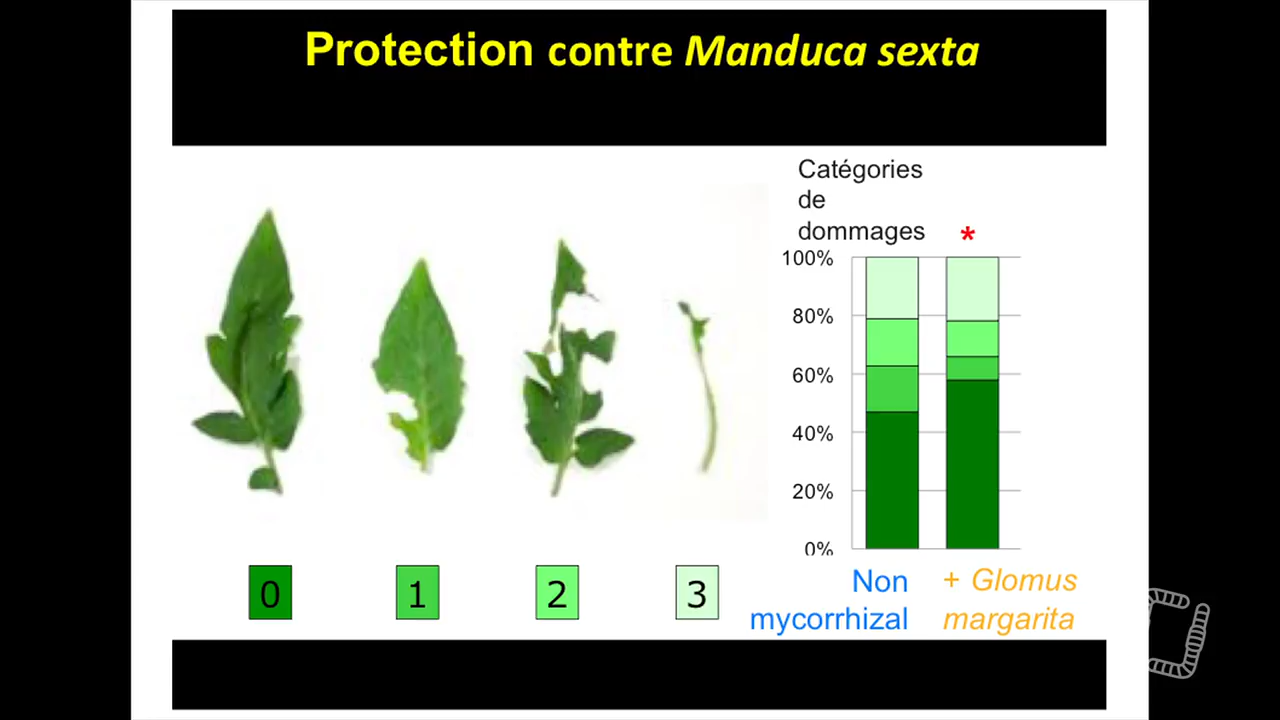 Protection contre Manduca sexta
Catégories
de
dommages
*
100%
80%
60%
40%
20%
0%
0 1 2 3
Non
mycorrhizal
+ Glomus
margarita